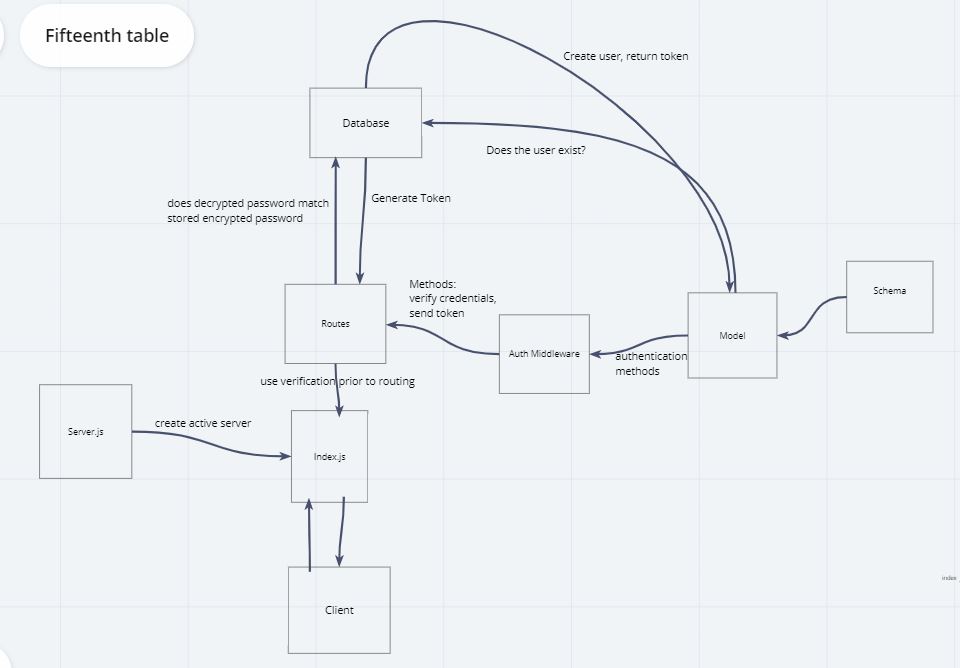 Fifteenth table
Create user, return token
Database
Does the user exist?
does decrypted password match
stored encrypted password
Generate Token
Schema
Methods:
verify credentials,
send token
Routes
Model
Auth Middleware
authentication
methods
use verification prior to routing
create active server
Server.js
Index.js
index
Client